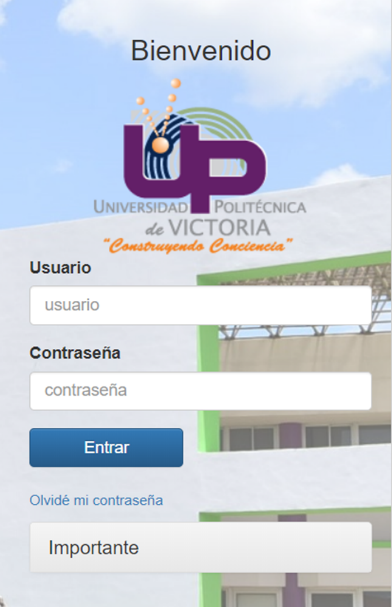 Bienvenido
UP
UNIVERSIDAD POLITÉCNICA
de VICTORIA
"Construyendo Conciencia"
Usuario
usuario
Contraseña
contraseña
Entrar
Olvidé mi contraseña
Importante